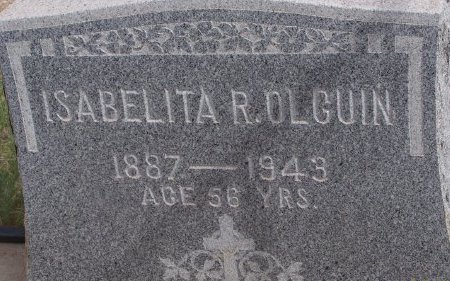 ISABELITA R. OLGUIN
1887—1943
AGE 56 YRS.